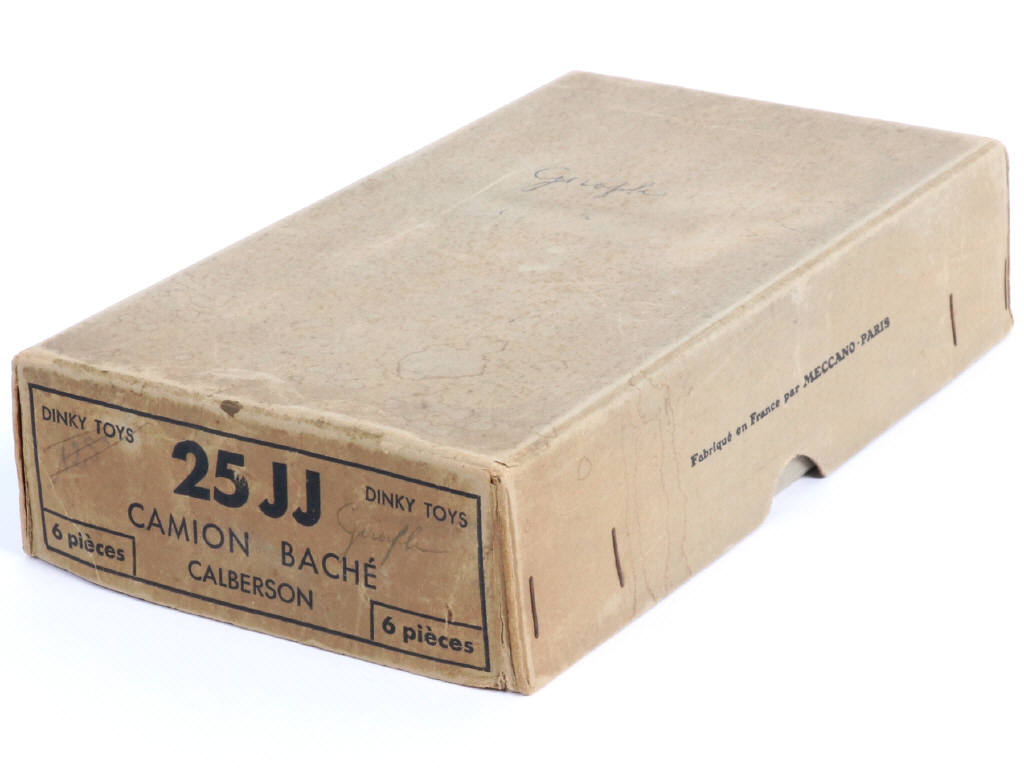 DINKY TOYS
25 JJ
DINKY TOYS
CAMION BACHÉ
CALBERSON
6 pièces
6 pièces
Fabriqué en France par MECCANO-PARIS